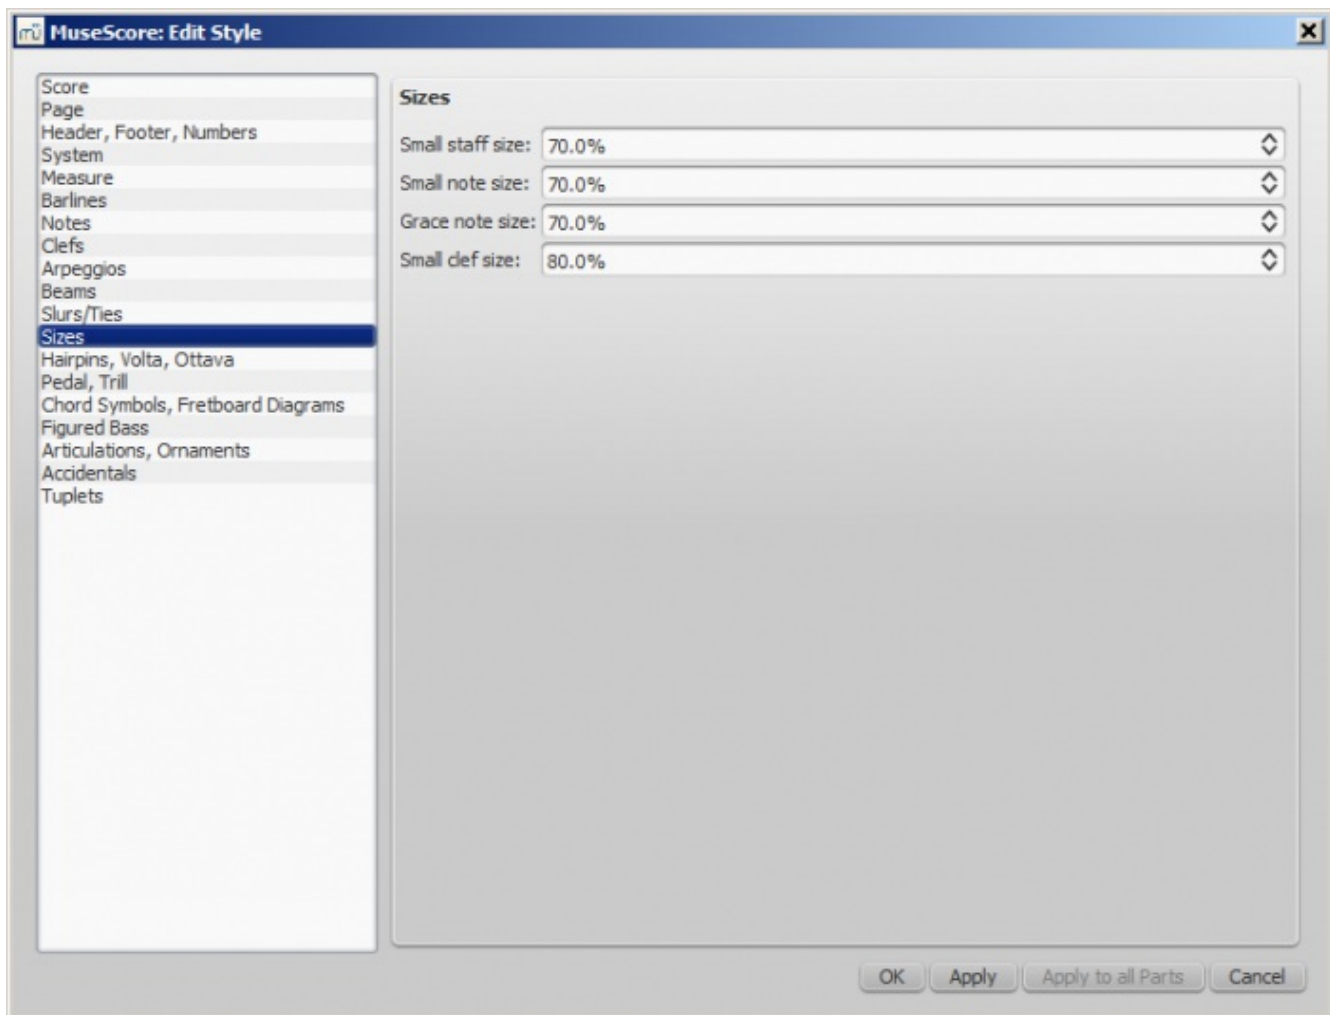 mü MuseScore: Edit Style
Score
Page
Header, Footer, Numbers
System
Measure
Barlines
Notes
Clefs
Arpeggios
Beams
Slurs/Ties
Sizes
Hairpins, Volta, Ottava
Pedal, Trill
Chord Symbols, Fretboard Diagrams
Figured Bass
Articulations, Ornaments
Accidentals
Tuplets
Sizes
Small staff size: 70.0%
Small note size: 70.0%
Grace note size: 70.0%
Small clef size: 80.0%
OK Apply Apply to all Parts Cancel